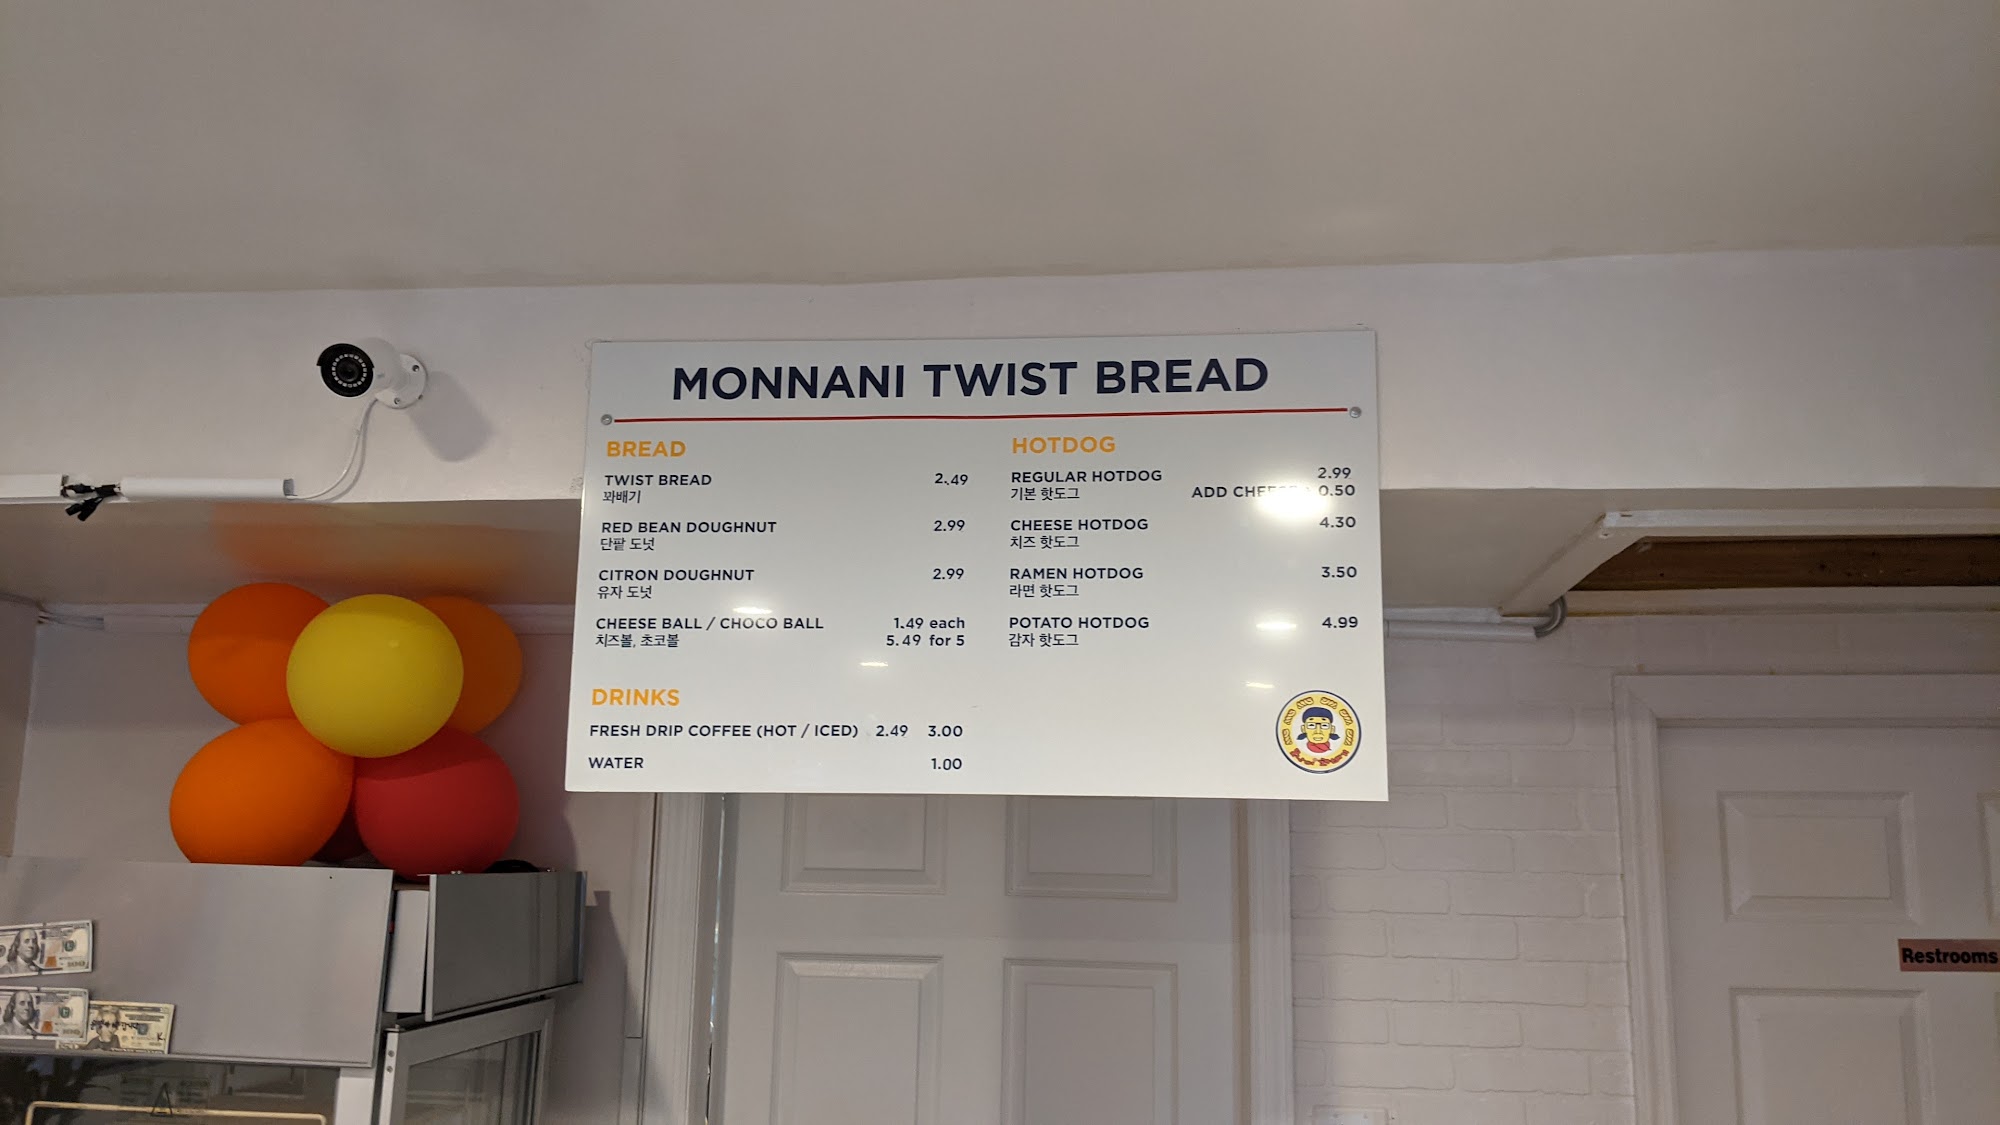 MONNANI TWIST BREAD
BREAD
TWIST BREAD 2.49
꽈배기
RED BEAN DOUGHNUT 2.99
단팥 도넛
CITRON DOUGHNUT 2.99
유자 도넛
CHEESE BALL / CHOCO BALL 1.49 each
치즈볼, 초코볼 5.49 for 5
DRINKS
FRESH DRIP COFFEE (HOT / ICED) 2.49 3.00
WATER 1.00
HOTDOG
REGULAR HOTDOG 2.99
기본 핫도그 ADD 0.50
CHEESE HOTDOG 4.30
치즈 핫도그
RAMEN HOTDOG 3.50
라면 핫도그
POTATO HOTDOG 4.99
감자 핫도그
Restrooms
100
100